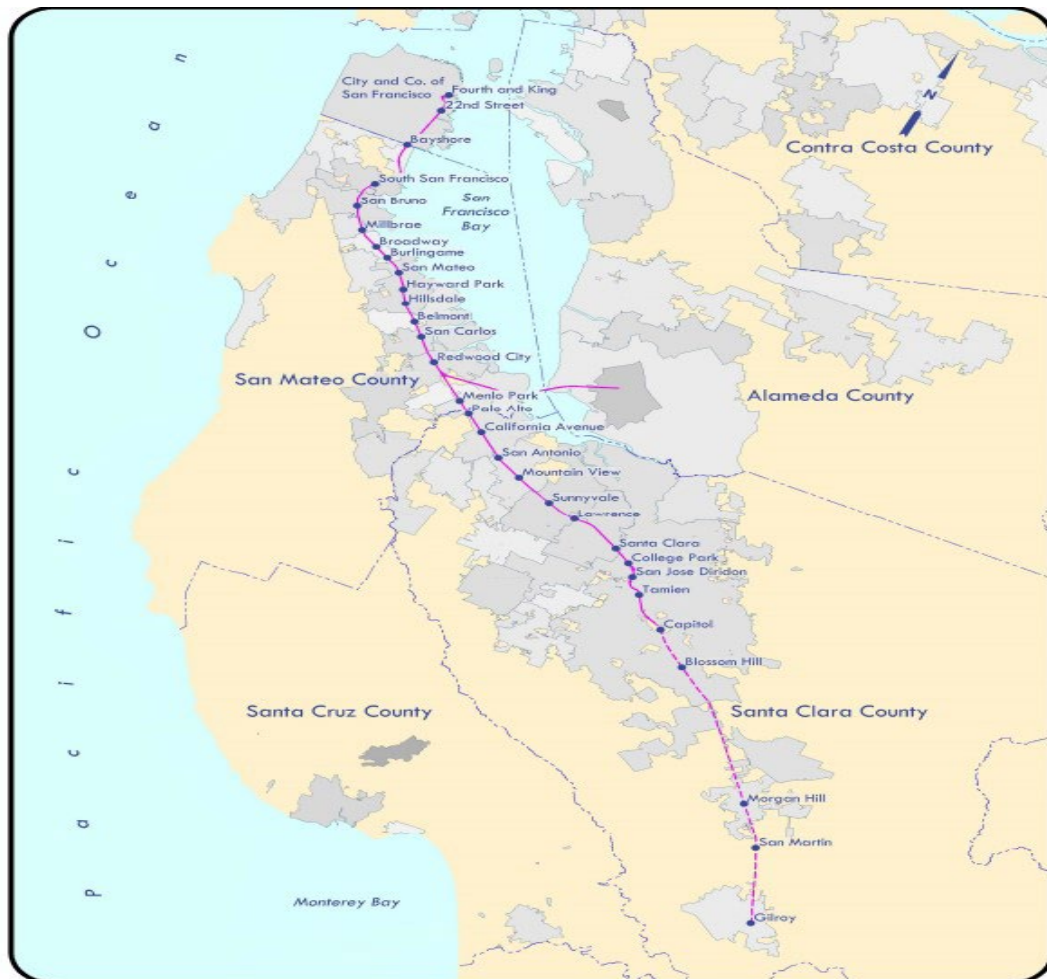 City and Co. of
San Francisco
Fourth and King
22nd Street
N
Contra Costa County
Bayshore
South San Francisco
San
Francisco
Bay
San Bruno
Millbrae
Broadway
Burlingame
San Mateo
Hayward Park
Hillsdale
Belmont
San Carlos
Redwood City
San Mateo County
Alameda County
Menlo Park
Palo Alto
California Avenue
San Antonio
Mountain View
Sunnyvale
Lawrence
Santa Clara
College Park
San Jose Diridon
Tamien
Capitol
Blossom Hill
Santa Cruz County
Santa Clara County
Morgan Hill
San Martin
Gilroy
Monterey Bay
Pacific Ocean